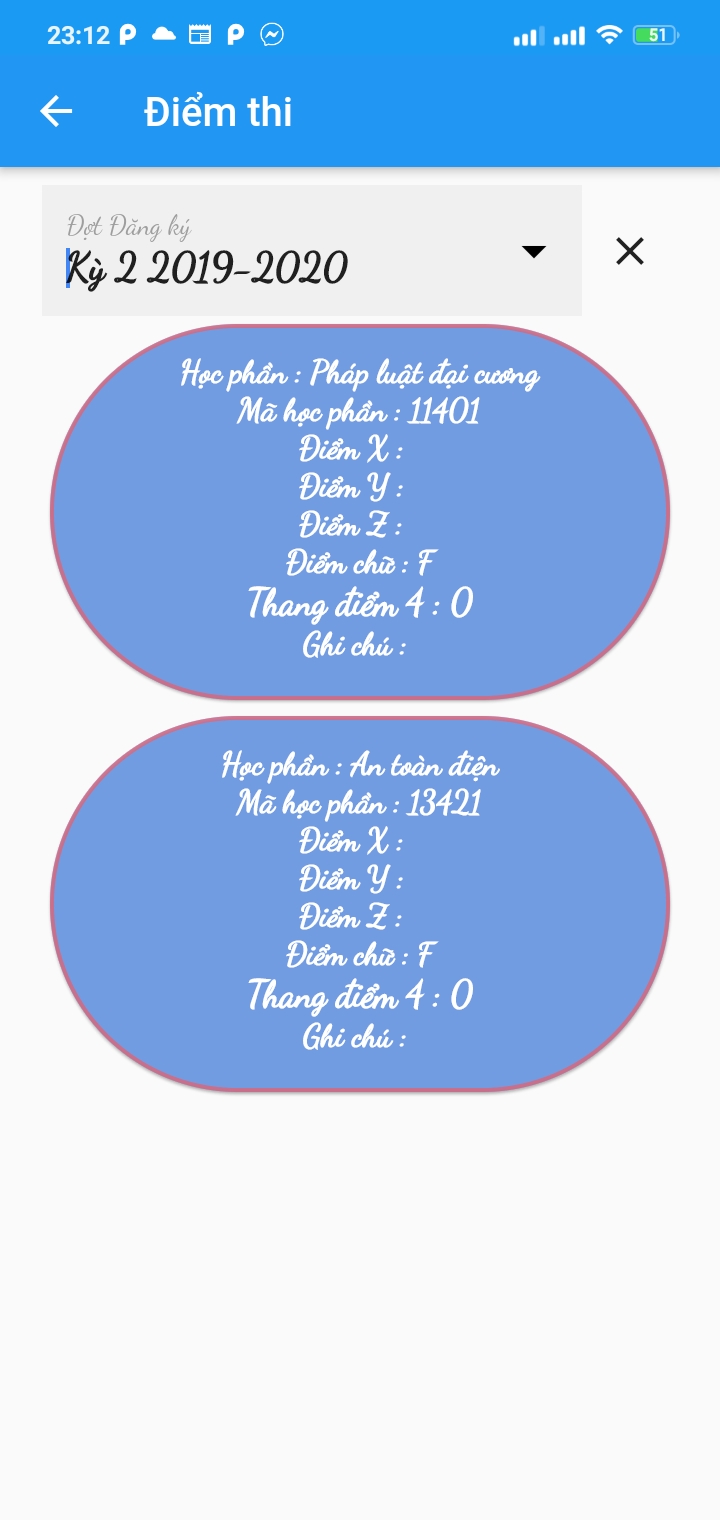 23:12
51
Điểm thi
Đợt Đăng ký
Kỳ 2 2019-2020
Học phần : Pháp luật đại cương
Mã học phần : 11401
Điểm X :
Điểm Y :
Điểm Z :
Điểm chữ : F
Thang điểm 4 : 0
Ghi chú :
Học phần : An toàn điện
Mã học phần : 13421
Điểm X :
Điểm Y :
Điểm Z :
Điểm chữ : F
Thang điểm 4 : 0
Ghi chú :